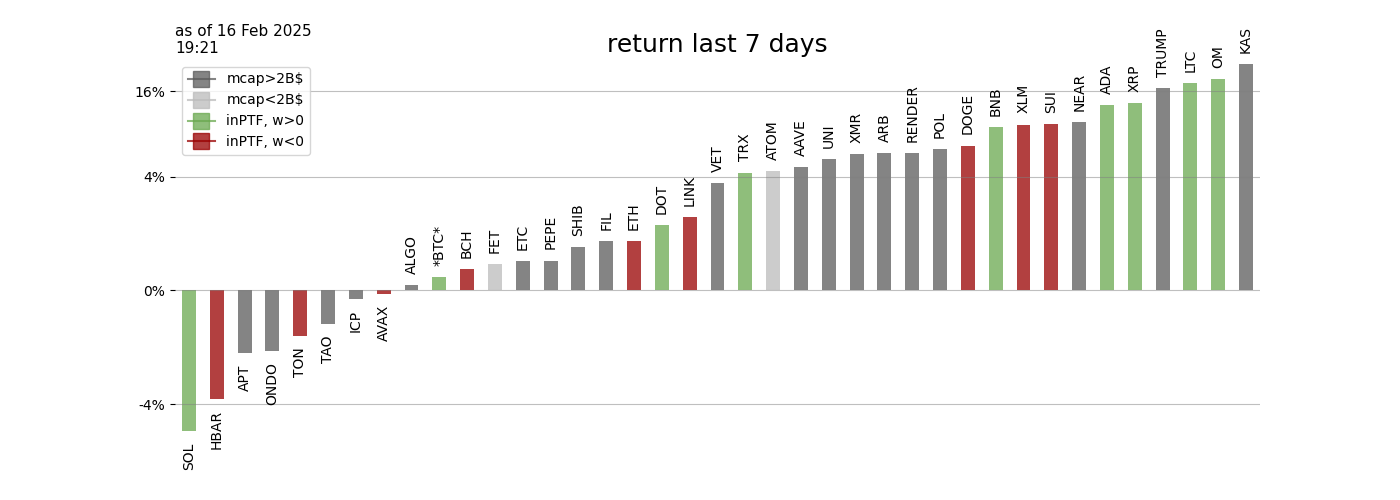 as of 16 Feb 2025
19:21
return last 7 days
mcap>2B$
mcap<2B$
inPTF, w>0
inPTF, w<0
16%
4%
0%
-4%
SOL
HBAR
APT
ONDO
TON
TAO
ICP
AVAX
ALGO
*BTC*
BCH
FET
ETC
PEPE
SHIB
FIL
ETH
DOT
LINK
VET
TRX
ATOM
AAVE
UNI
XMR
ARB
RENDER
POL
DOGE
BNB
XLM
SUI
NEAR
ADA
XRP
TRUMP
LTC
OM
KAS